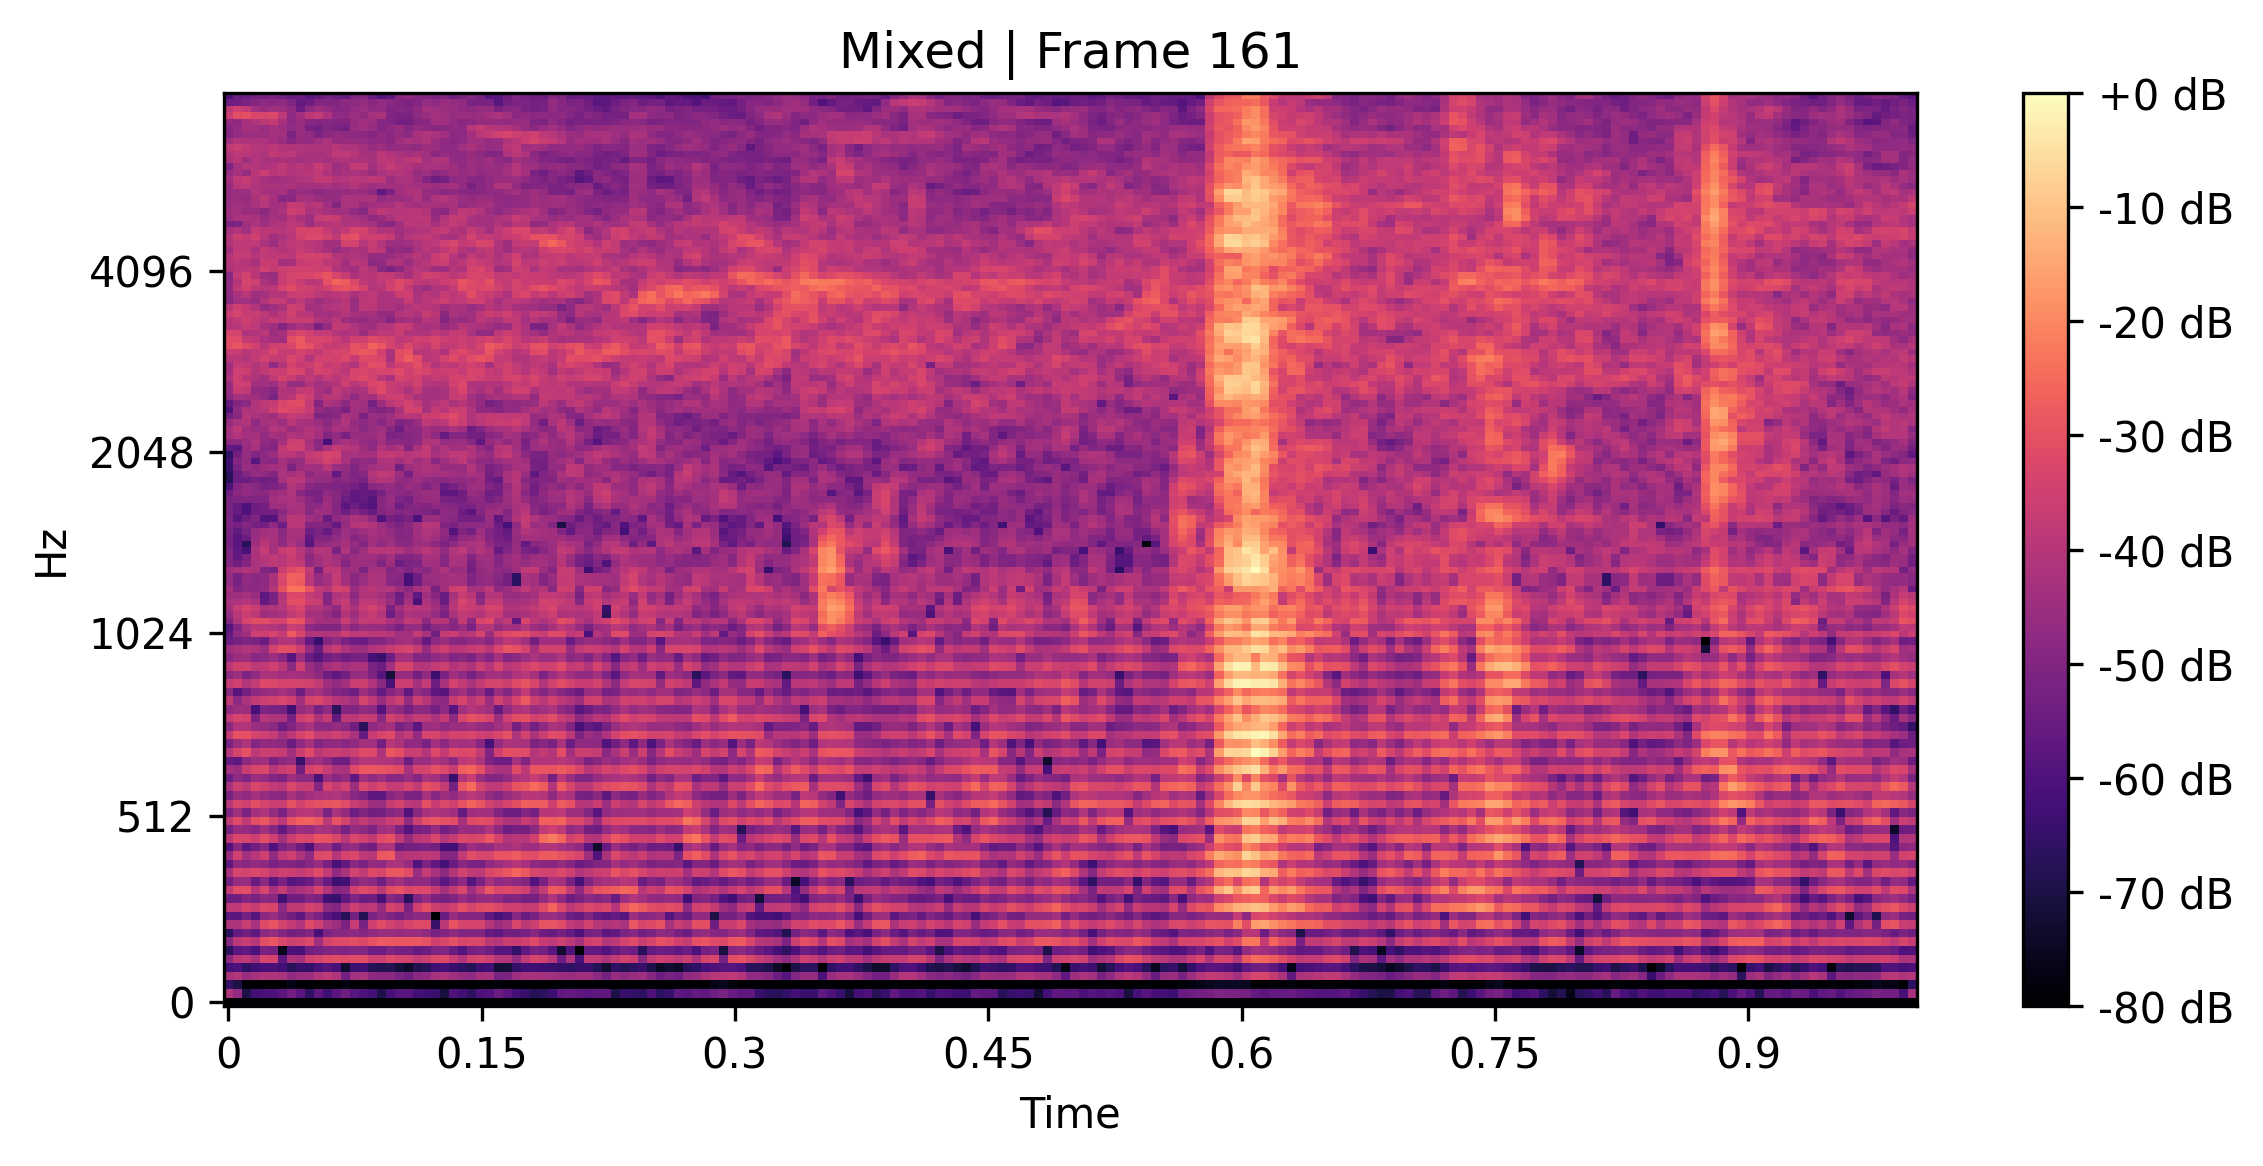 Mixed | Frame 161
+0 dB
-10 dB
-20 dB
-30 dB
-40 dB
-50 dB
-60 dB
-70 dB
-80 dB
4096
2048
1024
512
0
Hz
0 0.15 0.3 0.45 0.6 0.75 0.9
Time